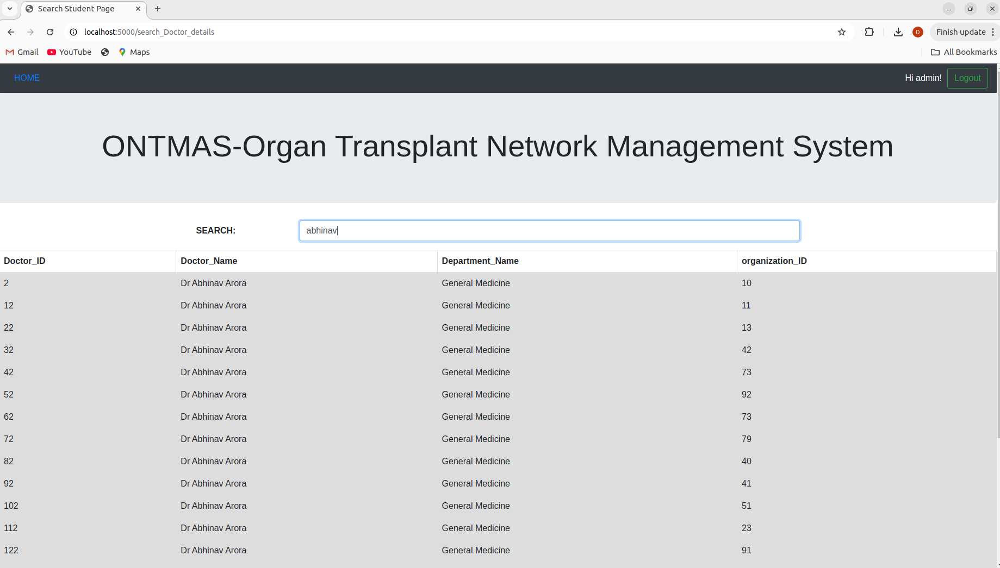 Search Student Page
localhost:5000/search_Doctor_details
D
Finish update
Gmail YouTube Maps All Bookmarks
HOME Hi admin! Logout
ONTMAS-Organ Transplant Network Management System
SEARCH: abhinav
Doctor_ID Doctor_Name Department_Name organization_ID
2 Dr Abhinav Arora General Medicine 10
12 Dr Abhinav Arora General Medicine 11
22 Dr Abhinav Arora General Medicine 13
32 Dr Abhinav Arora General Medicine 42
42 Dr Abhinav Arora General Medicine 73
52 Dr Abhinav Arora General Medicine 92
62 Dr Abhinav Arora General Medicine 73
72 Dr Abhinav Arora General Medicine 79
82 Dr Abhinav Arora General Medicine 40
92 Dr Abhinav Arora General Medicine 41
102 Dr Abhinav Arora General Medicine 51
112 Dr Abhinav Arora General Medicine 23
122 Dr Abhinav Arora General Medicine 91